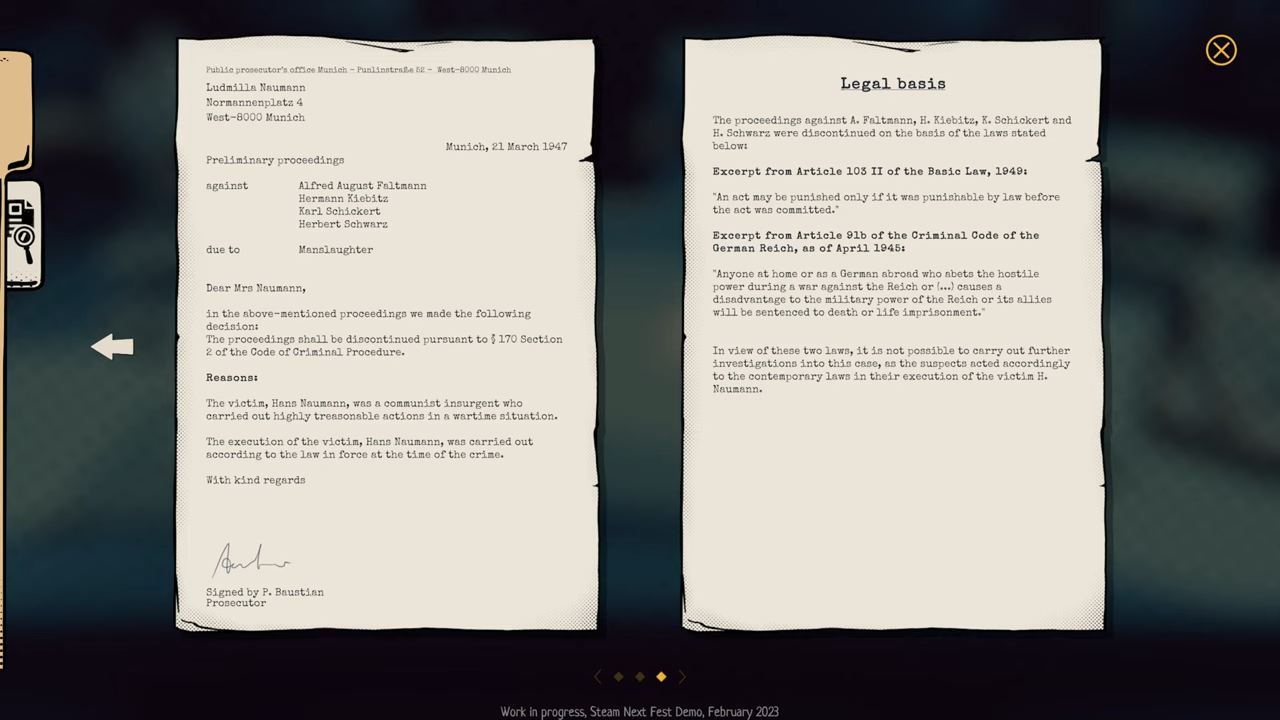 Public prosecutor's office Munich - Punlinstraße 52 - West-8000 Munich
Ludmilla Naumann
Normannenplatz 4
West-8000 Munich
Munich, 21 March 1947
Preliminary proceedings
against Alfred August Faltmann
Hermann Kiebitz
Karl Schickert
Herbert Schwarz
due to Manslaughter
Dear Mrs Naumann,
in the above-mentioned proceedings we made the following
decision:
The proceedings shall be discontinued pursuant to § 170 Section
2 of the Code of Criminal Procedure.
Reasons:
The victim, Hans Naumann, was a communist insurgent who
carried out highly treasonable actions in a wartime situation.
The execution of the victim, Hans Naumann, was carried out
according to the law in force at the time of the crime.
With kind regards
Signed by P. Baustian
Prosecutor
Legal basis
The proceedings against A. Faltmann, H. Kiebitz, K. Schickert and
H. Schwarz were discontinued on the basis of the laws stated
below:
Excerpt from Article 103 II of the Basic Law, 1949:
"An act may be punished only if it was punishable by law before
the act was committed."
Excerpt from Article 91b of the Criminal Code of the
German Reich, as of April 1945:
"Anyone at home or as a German abroad who abets the hostile
power during a war against the Reich or (...) causes a
disadvantage to the military power of the Reich or its allies
will be sentenced to death or life imprisonment."
In view of these two laws, it is not possible to carry out further
investigations into this case, as the suspects acted accordingly
to the contemporary laws in their execution of the victim H.
Naumann.
Work in progress, Steam Next Fest Demo, February 2023